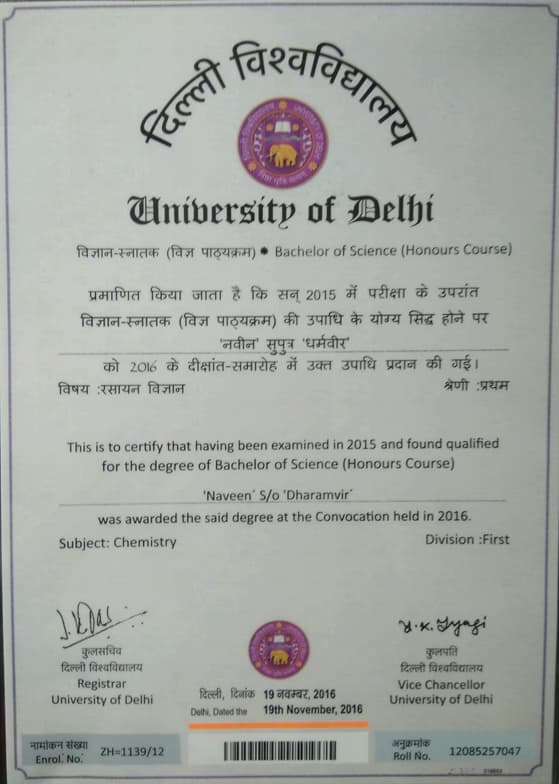 दिल्ली विश्वविद्यालय
University of Delhi
विज्ञान-स्नातक (विज्ञ पाठ्यक्रम) ● Bachelor of Science (Honours Course)
प्रमाणित किया जाता है कि सन् 2015 में परीक्षा के उपरांत
विज्ञान-स्नातक (विज्ञ पाठ्यक्रम) की उपाधि के योग्य सिद्ध होने पर
'नवीन' सुपुत्र 'धर्मवीर'
को 2016 के दीक्षांत-समारोह में उक्त उपाधि प्रदान की गई।
विषय :रसायन विज्ञान श्रेणी :प्रथम
This is to certify that having been examined in 2015 and found qualified
for the degree of Bachelor of Science (Honours Course)
'Naveen' S/o 'Dharamvir'
was awarded the said degree at the Convocation held in 2016.
Subject: Chemistry Division :First
कुलसचिव
दिल्ली विश्वविद्यालय
Registrar
University of Delhi
दिल्ली, दिनांक 19 नवम्बर, 2016
Delhi, Dated the 19th November, 2016
कुलपति
दिल्ली विश्वविद्यालय
Vice Chancellor
University of Delhi
नामांकन संख्या
Enrol. No. ZH=1139/12
अनुक्रमांक
Roll No. 12085257047